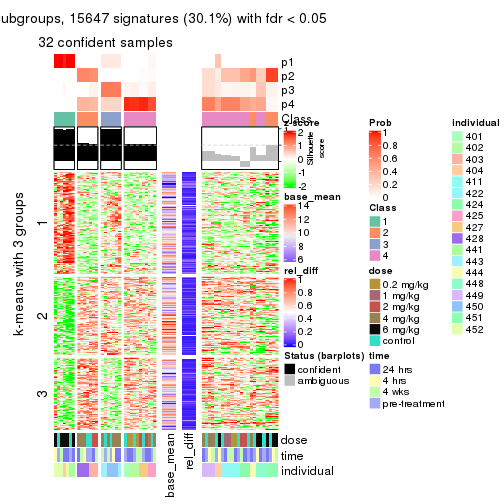 ubgroups, 15647 signatures (30.1%) with fdr < 0.05
32 confident samples
p1
p2
p3
p4
Class
Silhouette score
k-means with 3 groups
1
2
3
dose
time
individual
base_mean
rel_diff
z-score
2
1
0
-1
-2
base_mean
14
12
10
8
6
rel_diff
1
0.8
0.6
0.4
0.2
0
Status (barplots)
confident
ambiguous
Prob
1
0.8
0.6
0.4
0.2
0
Class
1
2
3
4
dose
0.2 mg/kg
1 mg/kg
2 mg/kg
4 mg/kg
6 mg/kg
control
time
24 hrs
4 hrs
4 wks
pre-treatment
individual
401
402
403
404
411
422
424
425
427
428
441
443
444
448
449
450
451
452